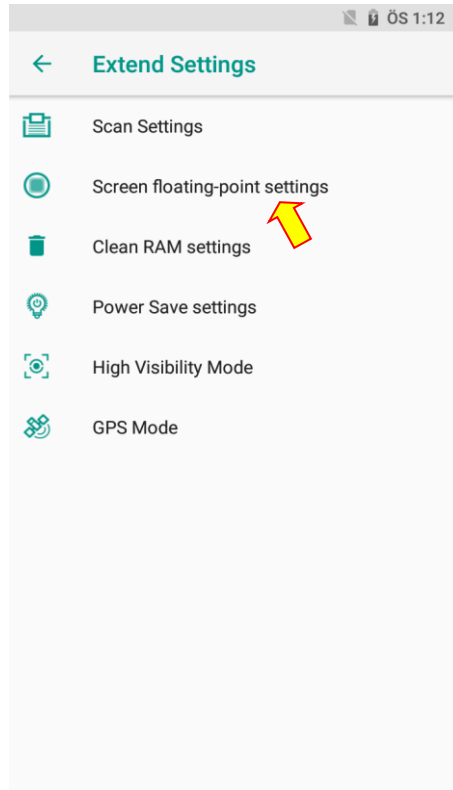 ÖS 1:12
Extend Settings
Scan Settings
Screen floating-point settings
Clean RAM settings
Power Save settings
High Visibility Mode
GPS Mode